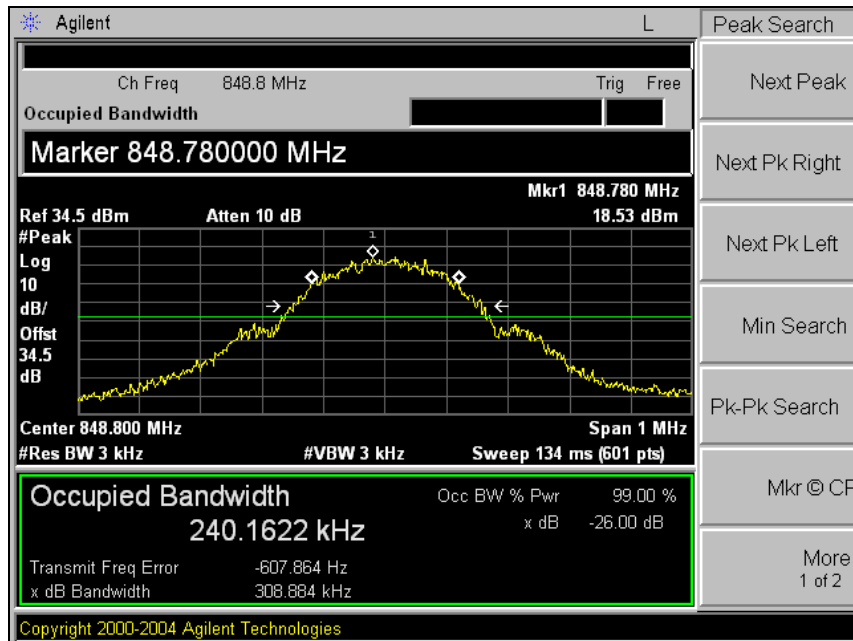 Agilent L Peak Search
Ch Freq 848.8 MHz Trig Free
Occupied Bandwidth
Marker 848.780000 MHz
Mkr1 848.780 MHz
Ref 34.5 dBm Atten 10 dB 18.53 dBm
#Peak
Log
10
dB/
Offst
34.5
dB
1
Center 848.800 MHz Span 1 MHz
#Res BW 3 kHz #VBW 3 kHz Sweep 134 ms (601 pts)
Occupied Bandwidth
240.1622 kHz
Occ BW % Pwr 99.00 %
x dB -26.00 dB
Transmit Freq Error -607.864 Hz
x dB Bandwidth 308.884 kHz
Copyright 2000-2004 Agilent Technologies
Next Peak
Next Pk Right
Next Pk Left
Min Search
Pk-Pk Search
Mkr © CF
More
1 of 2